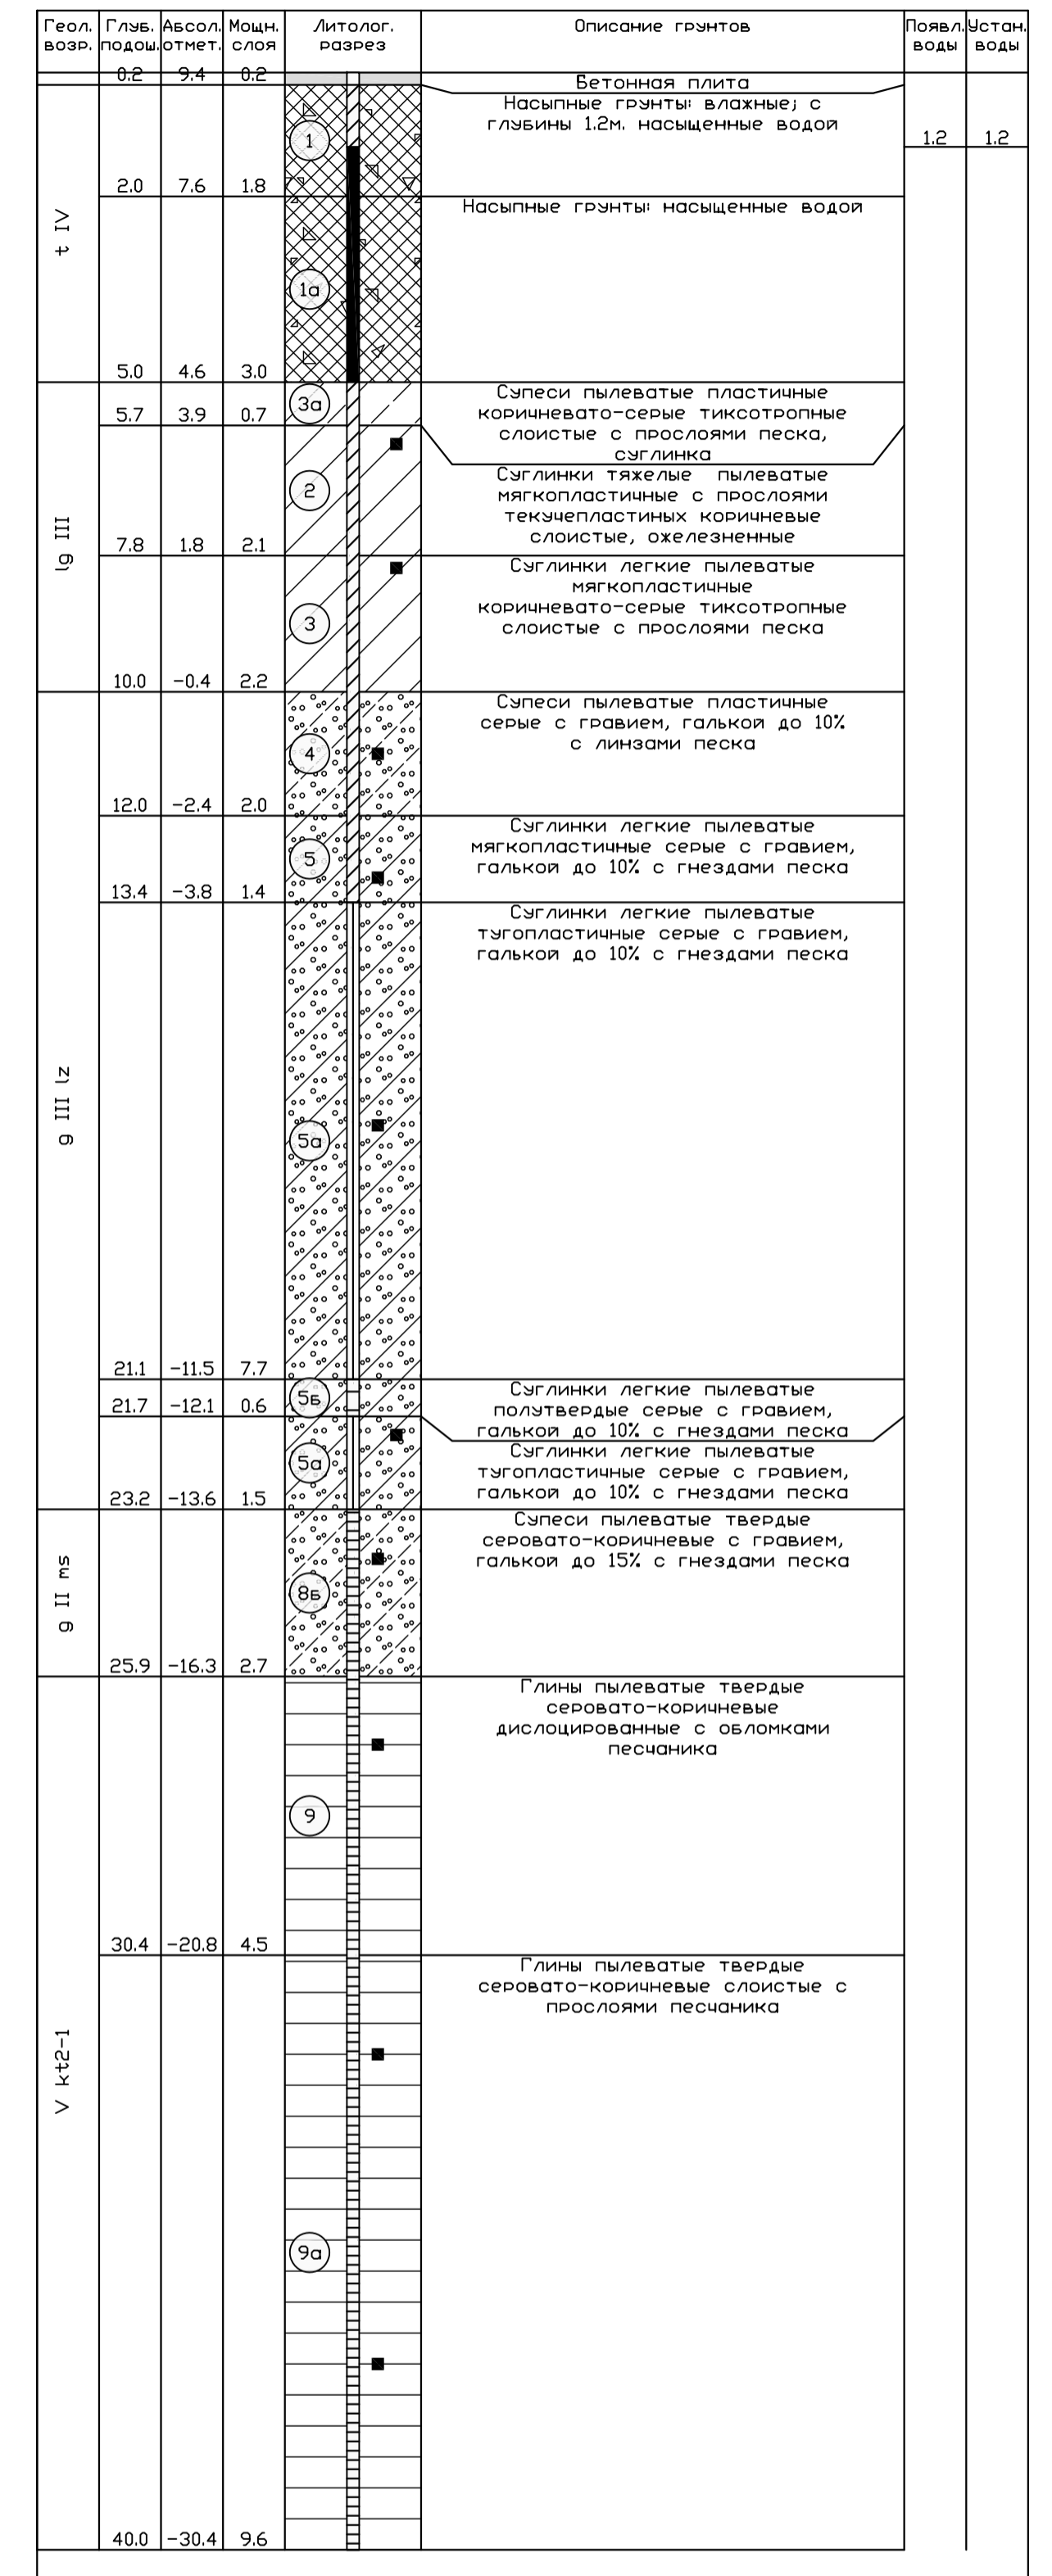 Геол. возр.
Глуб. подош.
Абсол. отмет.
Мощн. слоя
Литолог. разрез
Описание грунтов
Появл. воды
Устан. воды
0.2 9.4 0.2
Бетонная плита
t IV
1
Насыпные грунты: влажные; с
глубины 1.2м. насыщенные водой
1.2 1.2
2.0 7.6 1.8
Насыпные грунты: насыщенные водой
1а
5.0 4.6 3.0
lg III
3а
Супеси пылеватые пластичные
коричневато-серые тиксотропные
слоистые с прослоями песка,
суглинка
5.7 3.9 0.7
2
Суглинки тяжелые пылеватые
мягкопластичные с прослоями
текучепластиных коричневые
слоистые, ожелезненные
7.8 1.8 2.1
Суглинки легкие пылеватые
мягкопластичные
коричневато-серые тиксотропные
слоистые с прослоями песка
3
10.0 -0.4 2.2
g III lz
Супеси пылеватые пластичные
серые с гравием, галькой до 10%
с линзами песка
4
12.0 -2.4 2.0
Суглинки легкие пылеватые
мягкопластичные серые с гравием,
галькой до 10% с гнездами песка
5
13.4 -3.8 1.4
Суглинки легкие пылеватые
тугопластичные серые с гравием,
галькой до 10% с гнездами песка
5а
21.1 -11.5 7.7
5б
Суглинки легкие пылеватые
полутвердые серые с гравием,
галькой до 10% с гнездами песка
21.7 -12.1 0.6
5а
Суглинки легкие пылеватые
тугопластичные серые с гравием,
галькой до 10% с гнездами песка
23.2 -13.6 1.5
g II ms
Супеси пылеватые твердые
серовато-коричневые с гравием,
галькой до 15% с гнездами песка
8б
25.9 -16.3 2.7
V kt2-1
Глины пылеватые твердые
серовато-коричневые
дислоцированные с обломками
песчаника
9
30.4 -20.8 4.5
Глины пылеватые твердые
серовато-коричневые слоистые с
прослоями песчаника
9а
40.0 -30.4 9.6